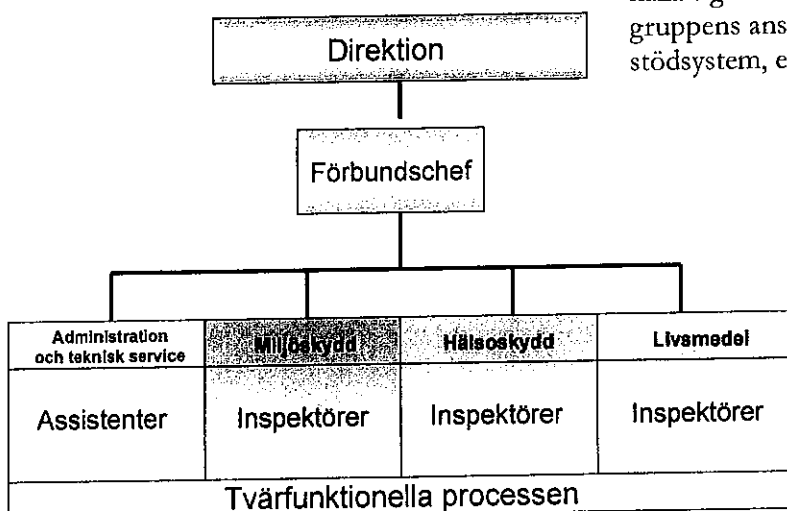 gruppens ans
stödsystem, e
Direktion
Förbundschef
Administration
och teknisk service
Miljöskydd
Hälsoskydd
Livsmedel
Assistenter
Inspektörer
Inspektörer
Inspektörer
Tvärfunktionella processen